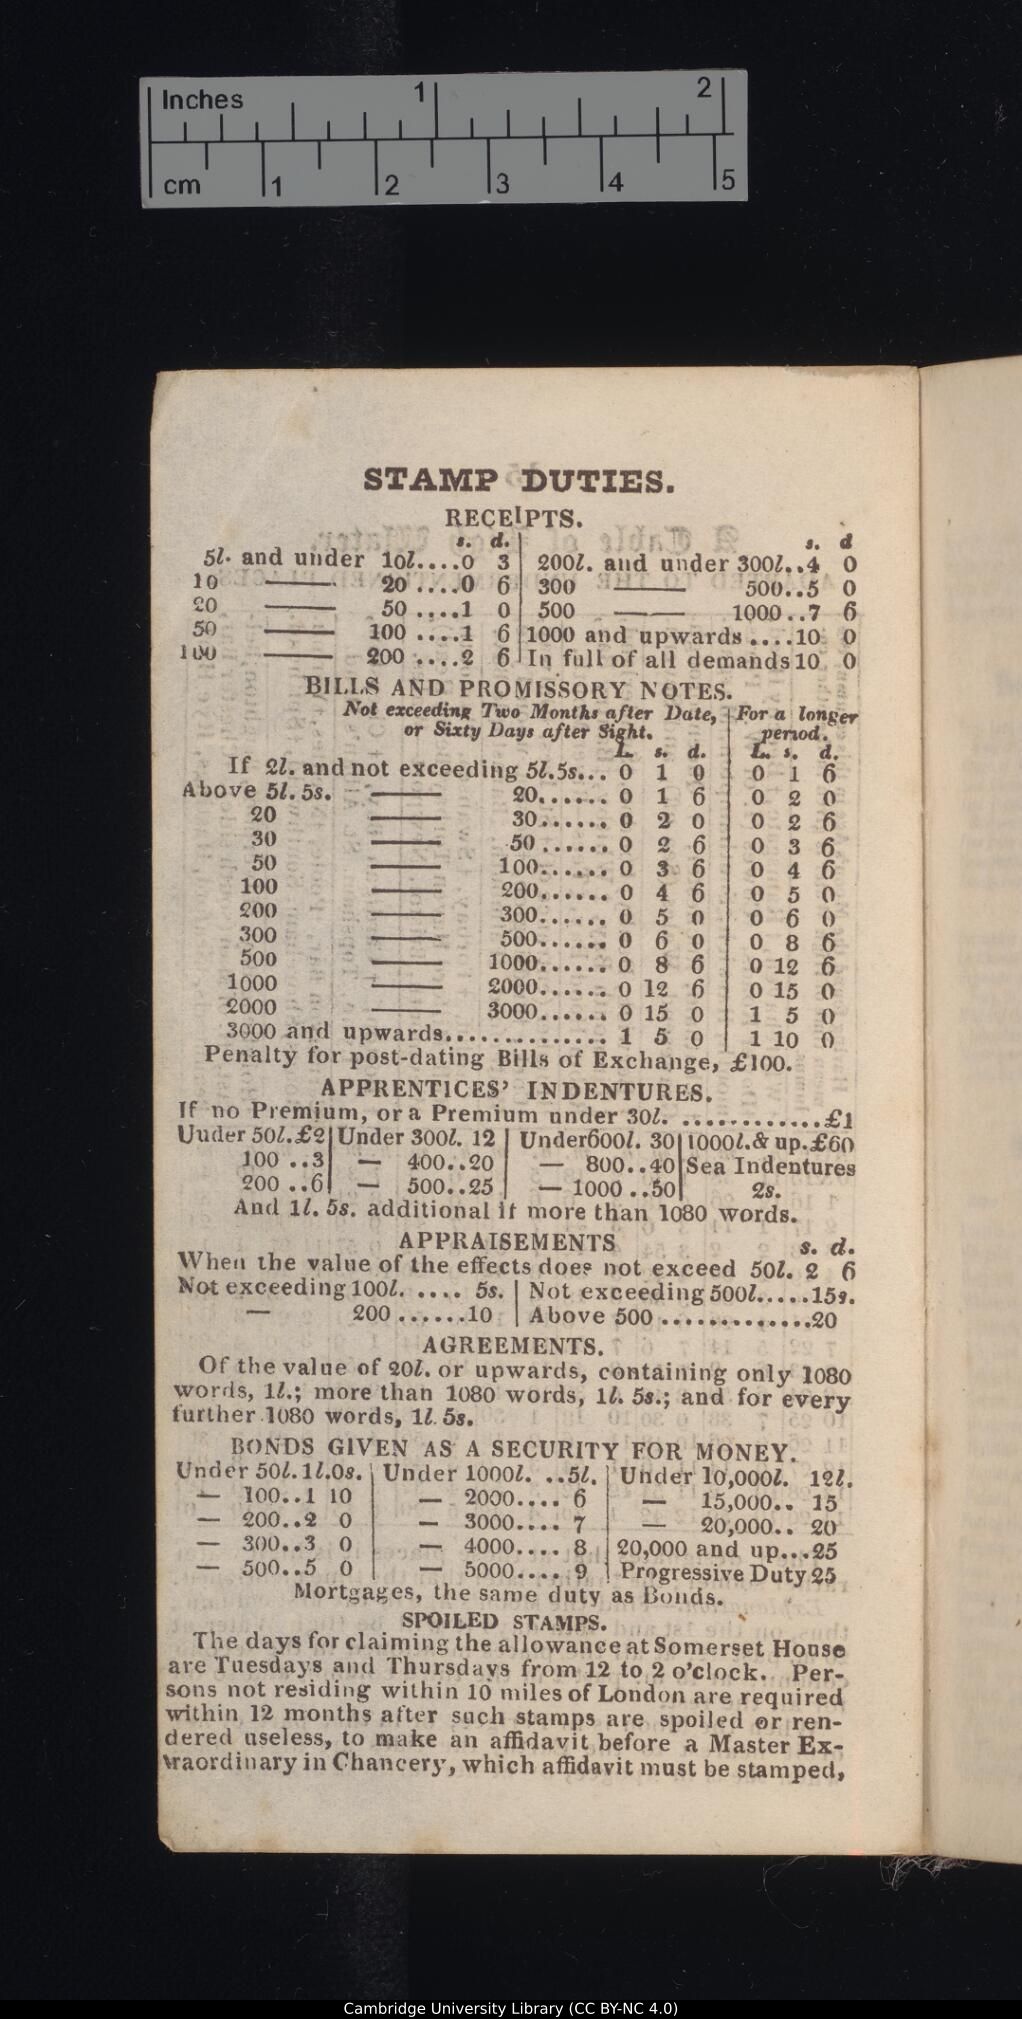 Inches 1 2
cm 1 2 3 4 5
STAMP DUTIES.
RECEIPTS.
s. d. s. d
5l. and under 10l....0 3 200l. and under 300l..4 0
10 —— 20 ....0 6 300 —— 500..5 0
20 —— 50 ....1 0 500 —— 1000..7 6
50 —— 100 ....1 6 1000 and upwards ....10 0
100 —— 200 ....2 6 In full of all demands 10 0
BILLS AND PROMISSORY NOTES.
Not exceeding Two Months after Date, For a longer
or Sixty Days after Sight. period.
L. s. d. L. s. d.
If 2l. and not exceeding 5l.5s... 0 1 0 0 1 6
Above 5l. 5s. —— 20...... 0 1 6 0 2 0
20 —— 30...... 0 2 0 0 2 6
30 —— 50 ...... 0 2 6 0 3 6
50 —— 100...... 0 3 6 0 4 6
100 —— 200...... 0 4 6 0 5 0
200 —— 300...... 0 5 0 0 6 0
300 —— 500...... 0 6 0 0 8 6
500 —— 1000...... 0 8 6 0 12 6
1000 —— 2000...... 0 12 6 0 15 0
2000 —— 3000...... 0 15 0 1 5 0
3000 and upwards.............. 1 5 0 1 10 0
Penalty for post-dating Bills of Exchange, £100.
APPRENTICES' INDENTURES.
If no Premium, or a Premium under 30l. ............£1
Uuder 50l.£2 Under 300l. 12 Under 600l. 30 1000l.& up.£60
100 ..3 — 400..20 — 800..40 Sea Indentures
200 ..6 — 500..25 — 1000 ..50 2s.
And 1l. 5s. additional if more than 1080 words.
APPRAISEMENTS s. d.
When the value of the effects does not exceed 50l. 2 6
Not exceeding 100l. .... 5s. Not exceeding 500l.....15s.
— 200 ......10 Above 500 .............20
AGREEMENTS.
Of the value of 20l. or upwards, containing only 1080
words, 1l.; more than 1080 words, 1l. 5s.; and for every
further 1080 words, 1l. 5s.
BONDS GIVEN AS A SECURITY FOR MONEY.
Under 50l. 1l.0s. Under 1000l. ..5l. Under 10,000l. 12l.
— 100..1 10 — 2000.... 6 — 15,000.. 15
— 200..2 0 — 3000.... 7 — 20,000.. 20
— 300..3 0 — 4000.... 8 20,000 and up...25
— 500..5 0 — 5000.... 9 Progressive Duty 25
Mortgages, the same duty as Bonds.
SPOILED STAMPS.
The days for claiming the allowance at Somerset House
are Tuesdays and Thursdays from 12 to 2 o'clock. Per-
sons not residing within 10 miles of London are required
within 12 months after such stamps are spoiled or ren-
dered useless, to make an affidavit before a Master Ex-
traordinary in Chancery, which affidavit must be stamped,
Cambridge University Library (CC BY-NC 4.0)